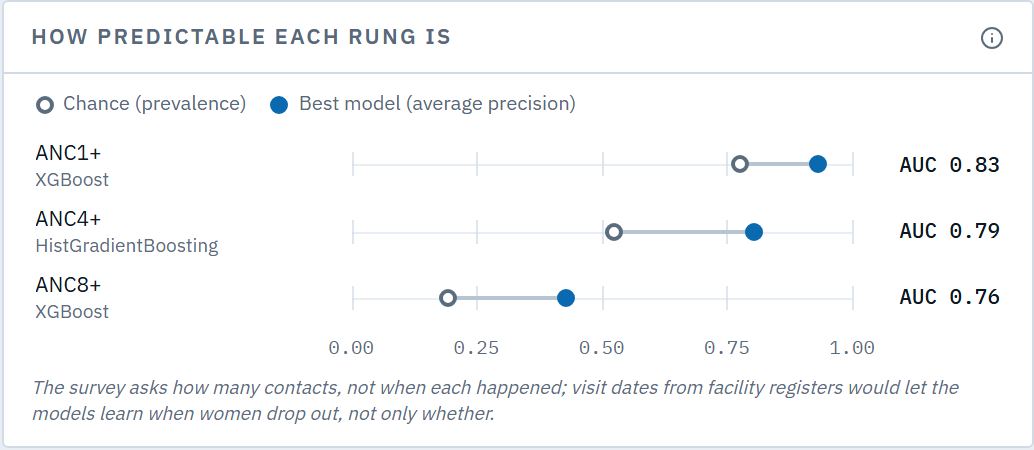 HOW PREDICTABLE EACH RUNG IS
Chance (prevalence) Best model (average precision)
ANC1+
XGBoost
AUC 0.83
ANC4+
HistGradientBoosting
AUC 0.79
ANC8+
XGBoost
AUC 0.76
0.00 0.25 0.50 0.75 1.00
The survey asks how many contacts, not when each happened; visit dates from facility registers would let the
models learn when women drop out, not only whether.